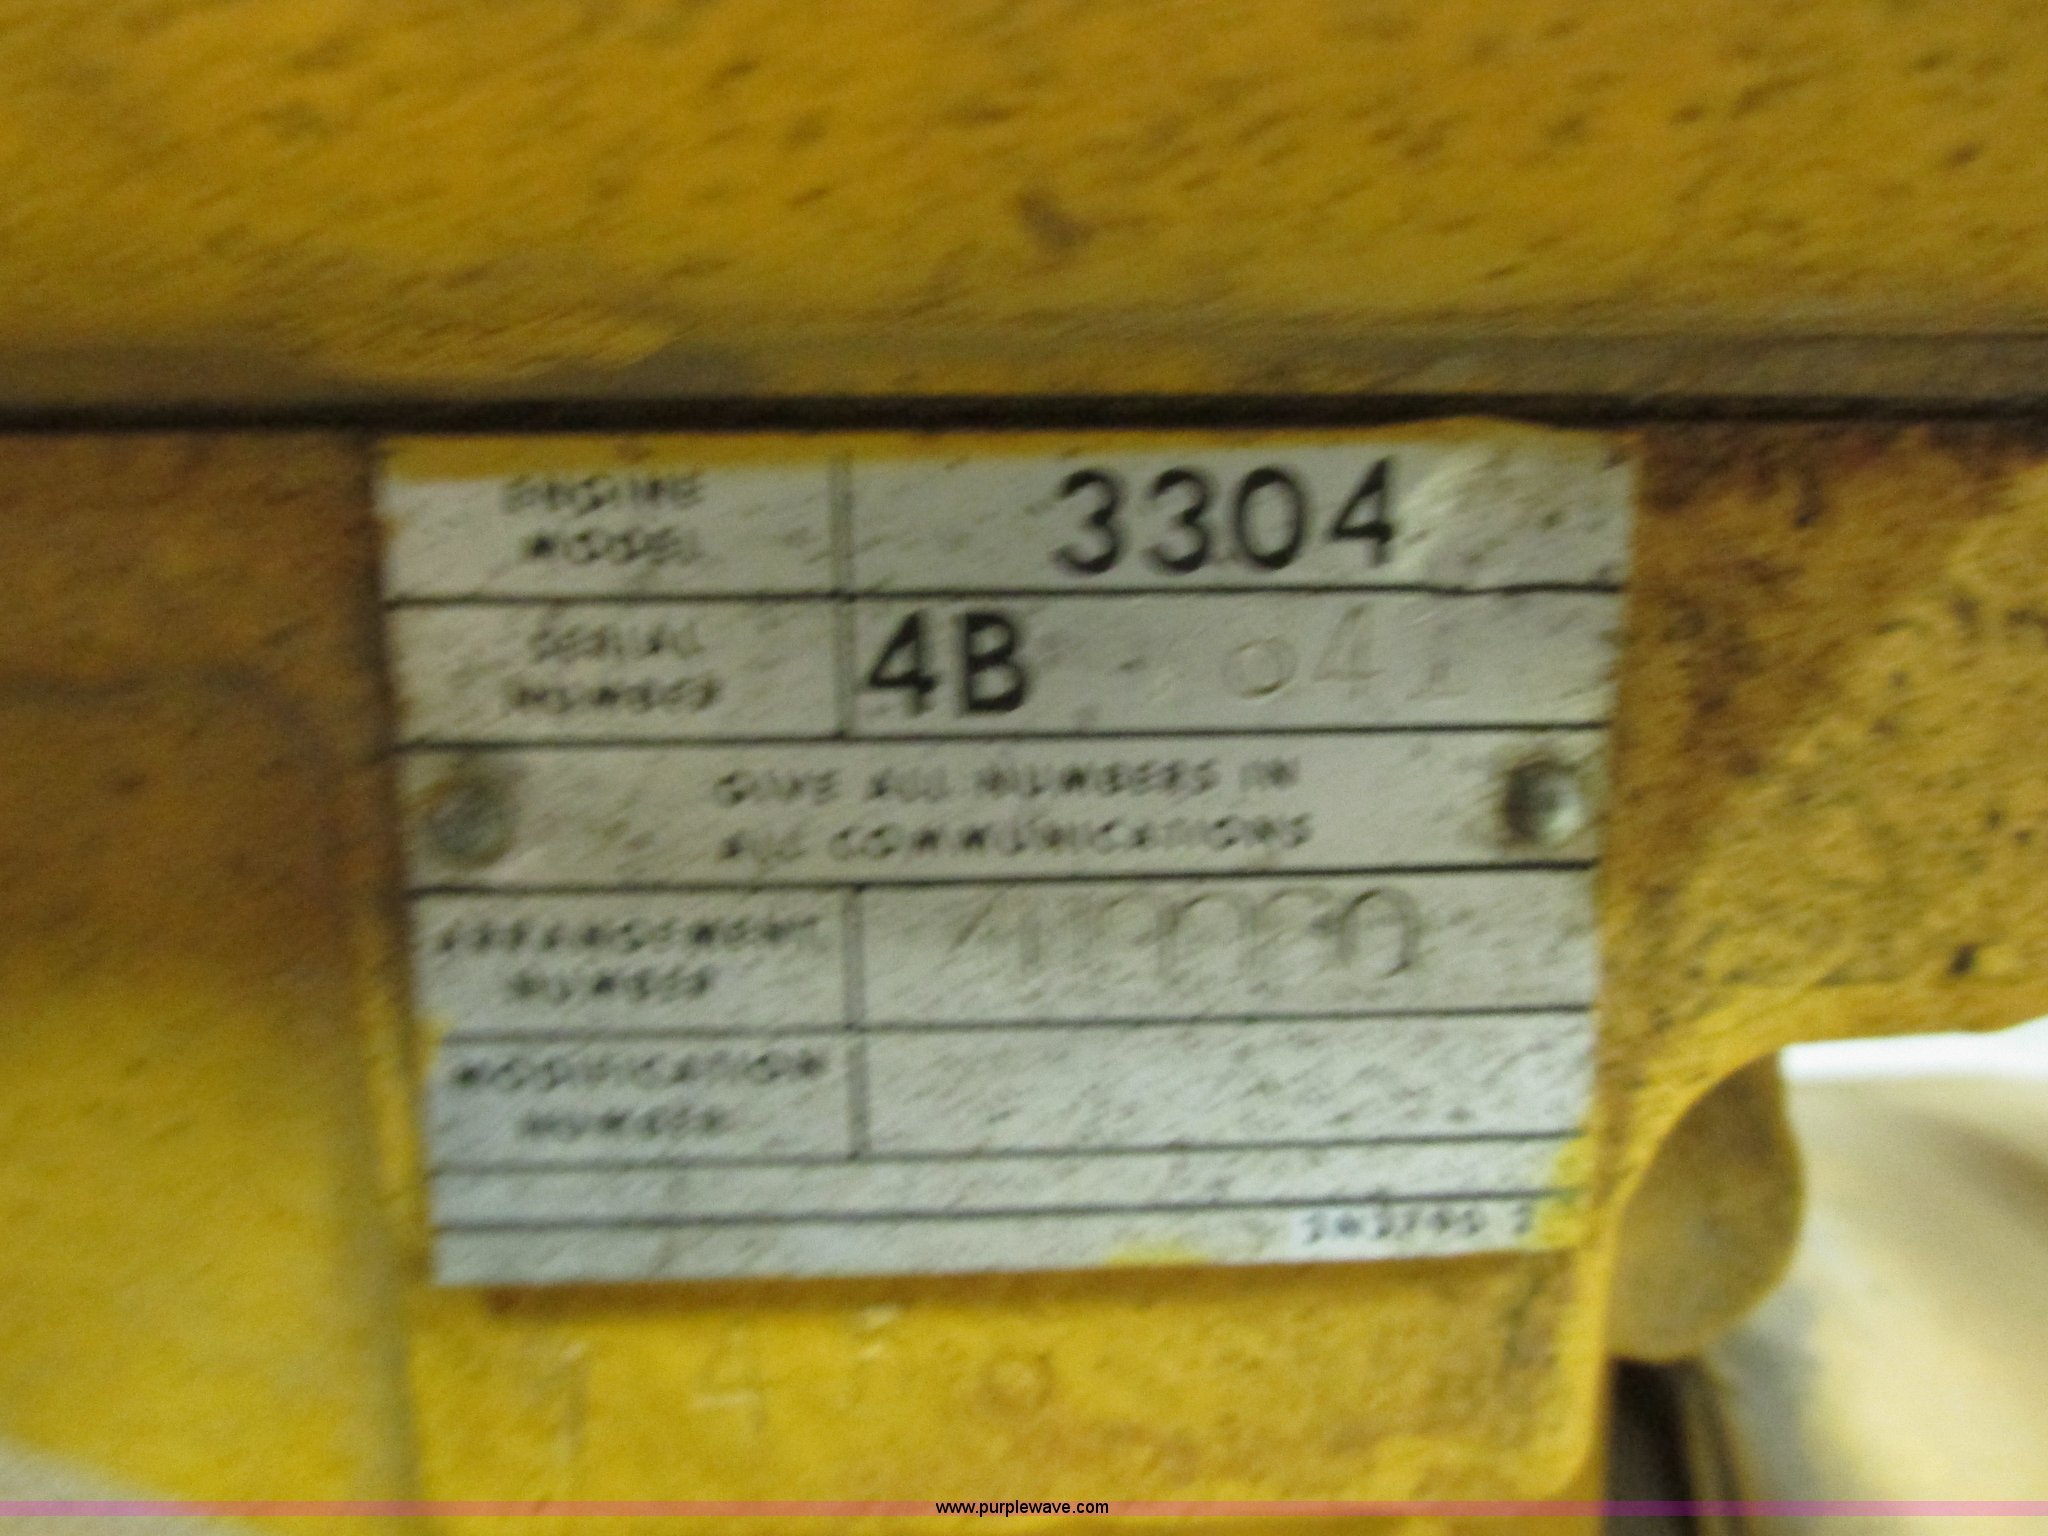 ENGINE
MODEL
3304
SERIAL
NUMBER
4B
GIVE ALL NUMBERS IN
ALL COMMUNICATIONS
ARRANGEMENT
NUMBER
MODIFICATION
NUMBER
www.purplewave.com